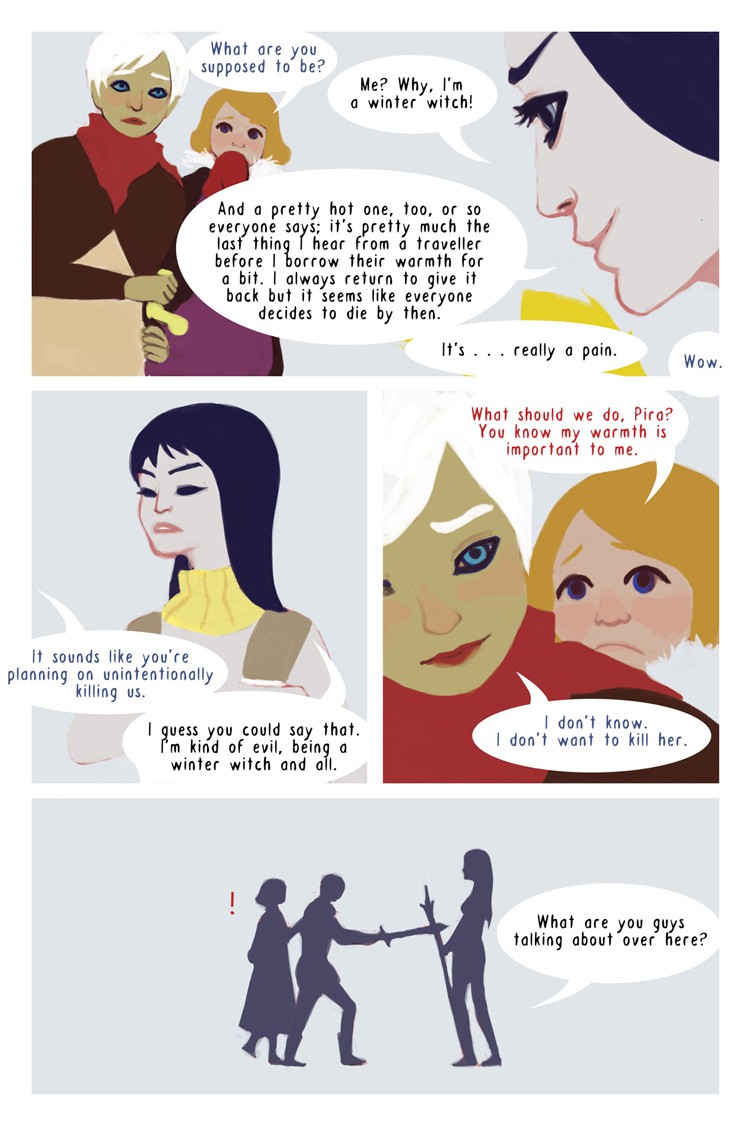 What are you
supposed to be?
Me? Why, I'm
a winter witch!
And a pretty hot one, too, or so
everyone says; it's pretty much the
last thing I hear from a traveller
before I borrow their warmth for
a bit. I always return to give it
back but it seems like everyone
decides to die by then.
It's . . . really a pain.
Wow.
It sounds like you're
planning on unintentionally
killing us.
I guess you could say that.
I'm kind of evil, being a
winter witch and all.
What should we do, Pira?
You know my warmth is
important to me.
I don't know.
I don't want to kill her.
!
What are you guys
talking about over here?